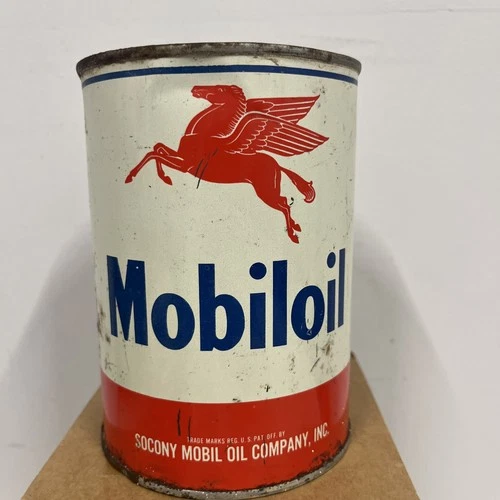 Mobiloil
TRADE MARKS REG. U.S. PAT. OFF. BY
SOCONY MOBIL OIL COMPANY, INC.